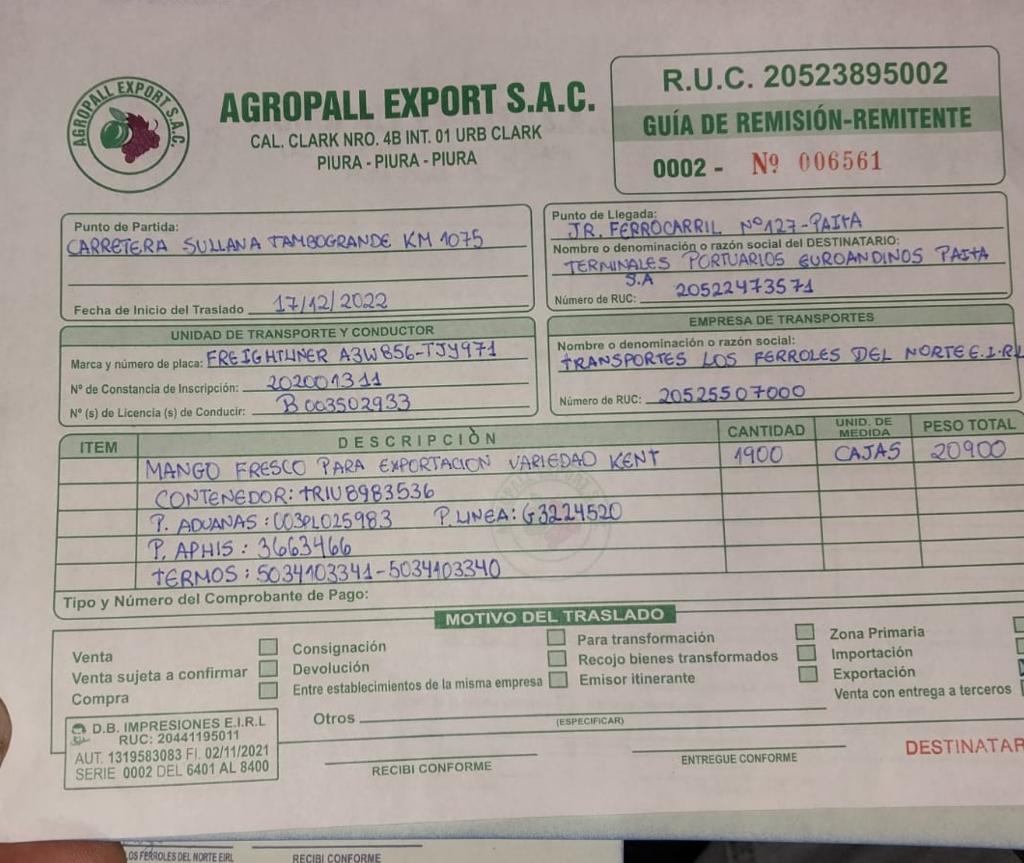 AGROPALL EXPORT S.A.C.
AGROPALL EXPORT S.A.C.
CAL. CLARK NRO. 4B INT. 01 URB CLARK
PIURA - PIURA - PIURA
R.U.C. 20523895002
GUÍA DE REMISIÓN-REMITENTE
0002 - Nº 006561
Punto de Partida:
CARRETERA SULLANA TAMBOGRANDE KM 1075
Fecha de Inicio del Traslado 17/12/2022
Punto de Llegada:
JR. FERROCARRIL Nº127-PAITA
Nombre o denominación o razón social del DESTINATARIO:
TERMINALES PORTUARIOS EUROANDINOS PAITA
S.A
Número de RUC: 20522473571
UNIDAD DE TRANSPORTE Y CONDUCTOR
Marca y número de placa: FREIGHTLINER A3W856-TJY971
Nº de Constancia de Inscripción: 202001311
Nº (s) de Licencia (s) de Conducir: B003502933
EMPRESA DE TRANSPORTES
Nombre o denominación o razón social:
TRANSPORTES LOS FERROLES DEL NORTE E.I.R.L
Número de RUC: 20525507000
ITEM DESCRIPCIÒN CANTIDAD UNID. DE MEDIDA PESO TOTAL
MANGO FRESCO PARA EXPORTACION VARIEDAD KENT 1900 CAJAS 20900
CONTENEDOR: TRIU8983536
P. ADUANAS: 003PL025983 P. LINEA: G3224520
P. APHIS: 3663466
TERMOS: 5034103341-5034103340
Tipo y Número del Comprobante de Pago:
MOTIVO DEL TRASLADO
Venta
Venta sujeta a confirmar
Compra
Consignación
Devolución
Entre establecimientos de la misma empresa
Para transformación
Recojo bienes transformados
Emisor itinerante
Zona Primaria
Importación
Exportación
Venta con entrega a terceros
Otros
(ESPECIFICAR)
D.B. IMPRESIONES E.I.R.L
RUC: 20441195011
AUT. 1319583083 FI. 02/11/2021
SERIE 0002 DEL 6401 AL 8400
RECIBI CONFORME
ENTREGUE CONFORME
DESTINATAR
LOS FERROLES DEL NORTE EIRL
RECIBI CONFORME